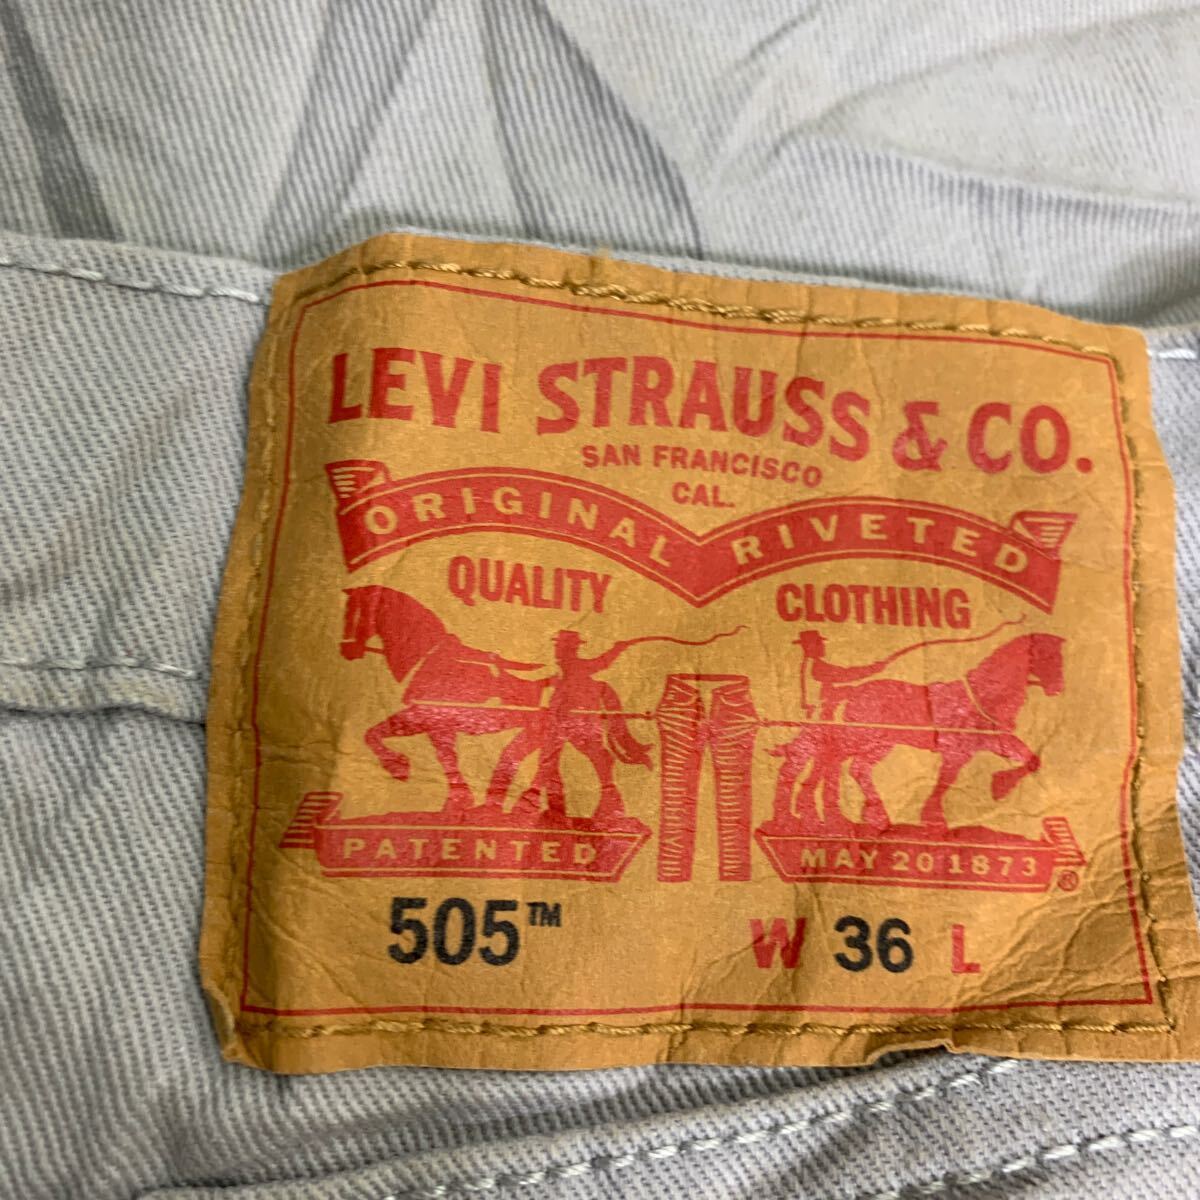 LEVI STRAUSS & CO.
SAN FRANCISCO
CAL.
ORIGINAL RIVETED
QUALITY CLOTHING
PATENTED MAY 20 1873 ®
505™ W 36 L